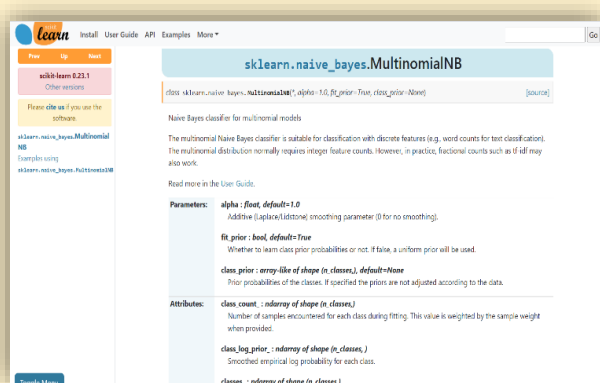 scikit
learn
Install User Guide API Examples More
Go
Prev Up Next
scikit-learn 0.23.1
Other versions
Please cite us if you use the
software.
sklearn.naive_bayes.Multinomial
NB
Examples using
sklearn.naive_bayes.MultinomialNB
sklearn.naive_bayes.MultinomialNB
class sklearn.naive_bayes.MultinomialNB(*, alpha=1.0, fit_prior=True, class_prior=None) [source]
Naive Bayes classifier for multinomial models
The multinomial Naive Bayes classifier is suitable for classification with discrete features (e.g., word counts for text classification).
The multinomial distribution normally requires integer feature counts. However, in practice, fractional counts such as tf-idf may
also work.
Read more in the User Guide.
Parameters: alpha : float, default=1.0
Additive (Laplace/Lidstone) smoothing parameter (0 for no smoothing).
fit_prior : bool, default=True
Whether to learn class prior probabilities or not. If false, a uniform prior will be used.
class_prior : array-like of shape (n_classes,), default=None
Prior probabilities of the classes. If specified the priors are not adjusted according to the data.
Attributes: class_count_ : ndarray of shape (n_classes,)
Number of samples encountered for each class during fitting. This value is weighted by the sample weight
when provided.
class_log_prior_ : ndarray of shape (n_classes, )
Smoothed empirical log probability for each class.
classes_ : ndarray of shape (n_classes,)
Toggle Menu